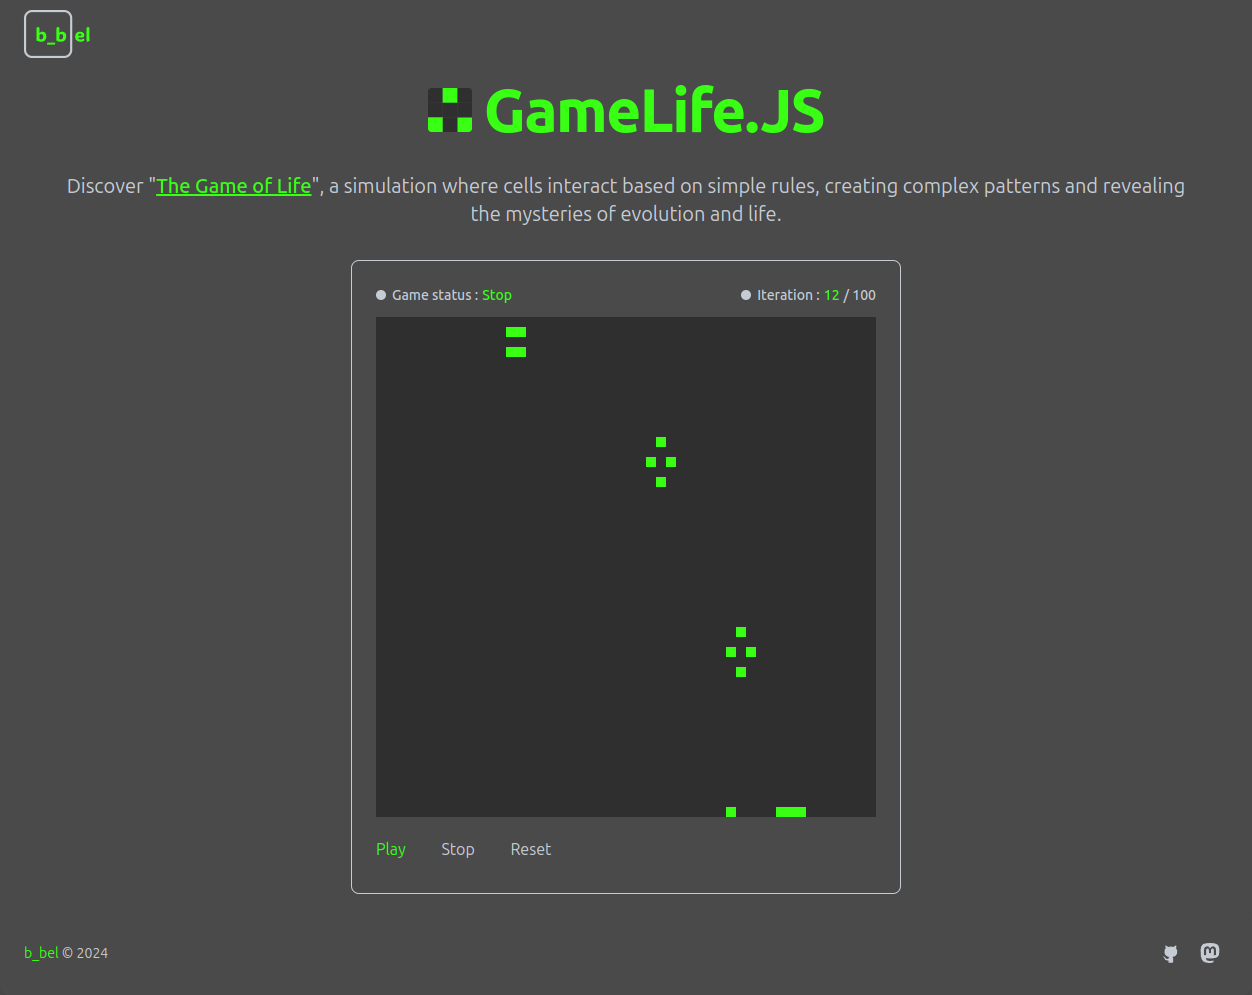 b_bel
GameLife.JS
Discover "The Game of Life", a simulation where cells interact based on simple rules, creating complex patterns and revealing
the mysteries of evolution and life.
Game status : Stop
Iteration : 12 / 100
Play Stop Reset
b_bel © 2024